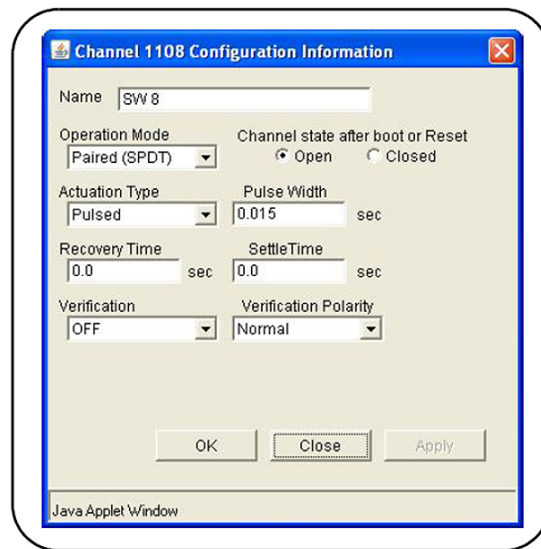 Channel 1108 Configuration Information
Name SW 8
Operation Mode Channel state after boot or Reset
Paired (SPDT) Open Closed
Actuation Type Pulse Width
Pulsed 0.015 sec
Recovery Time SettleTime
0.0 sec 0.0 sec
Verification Verification Polarity
OFF Normal
OK Close Apply
Java Applet Window